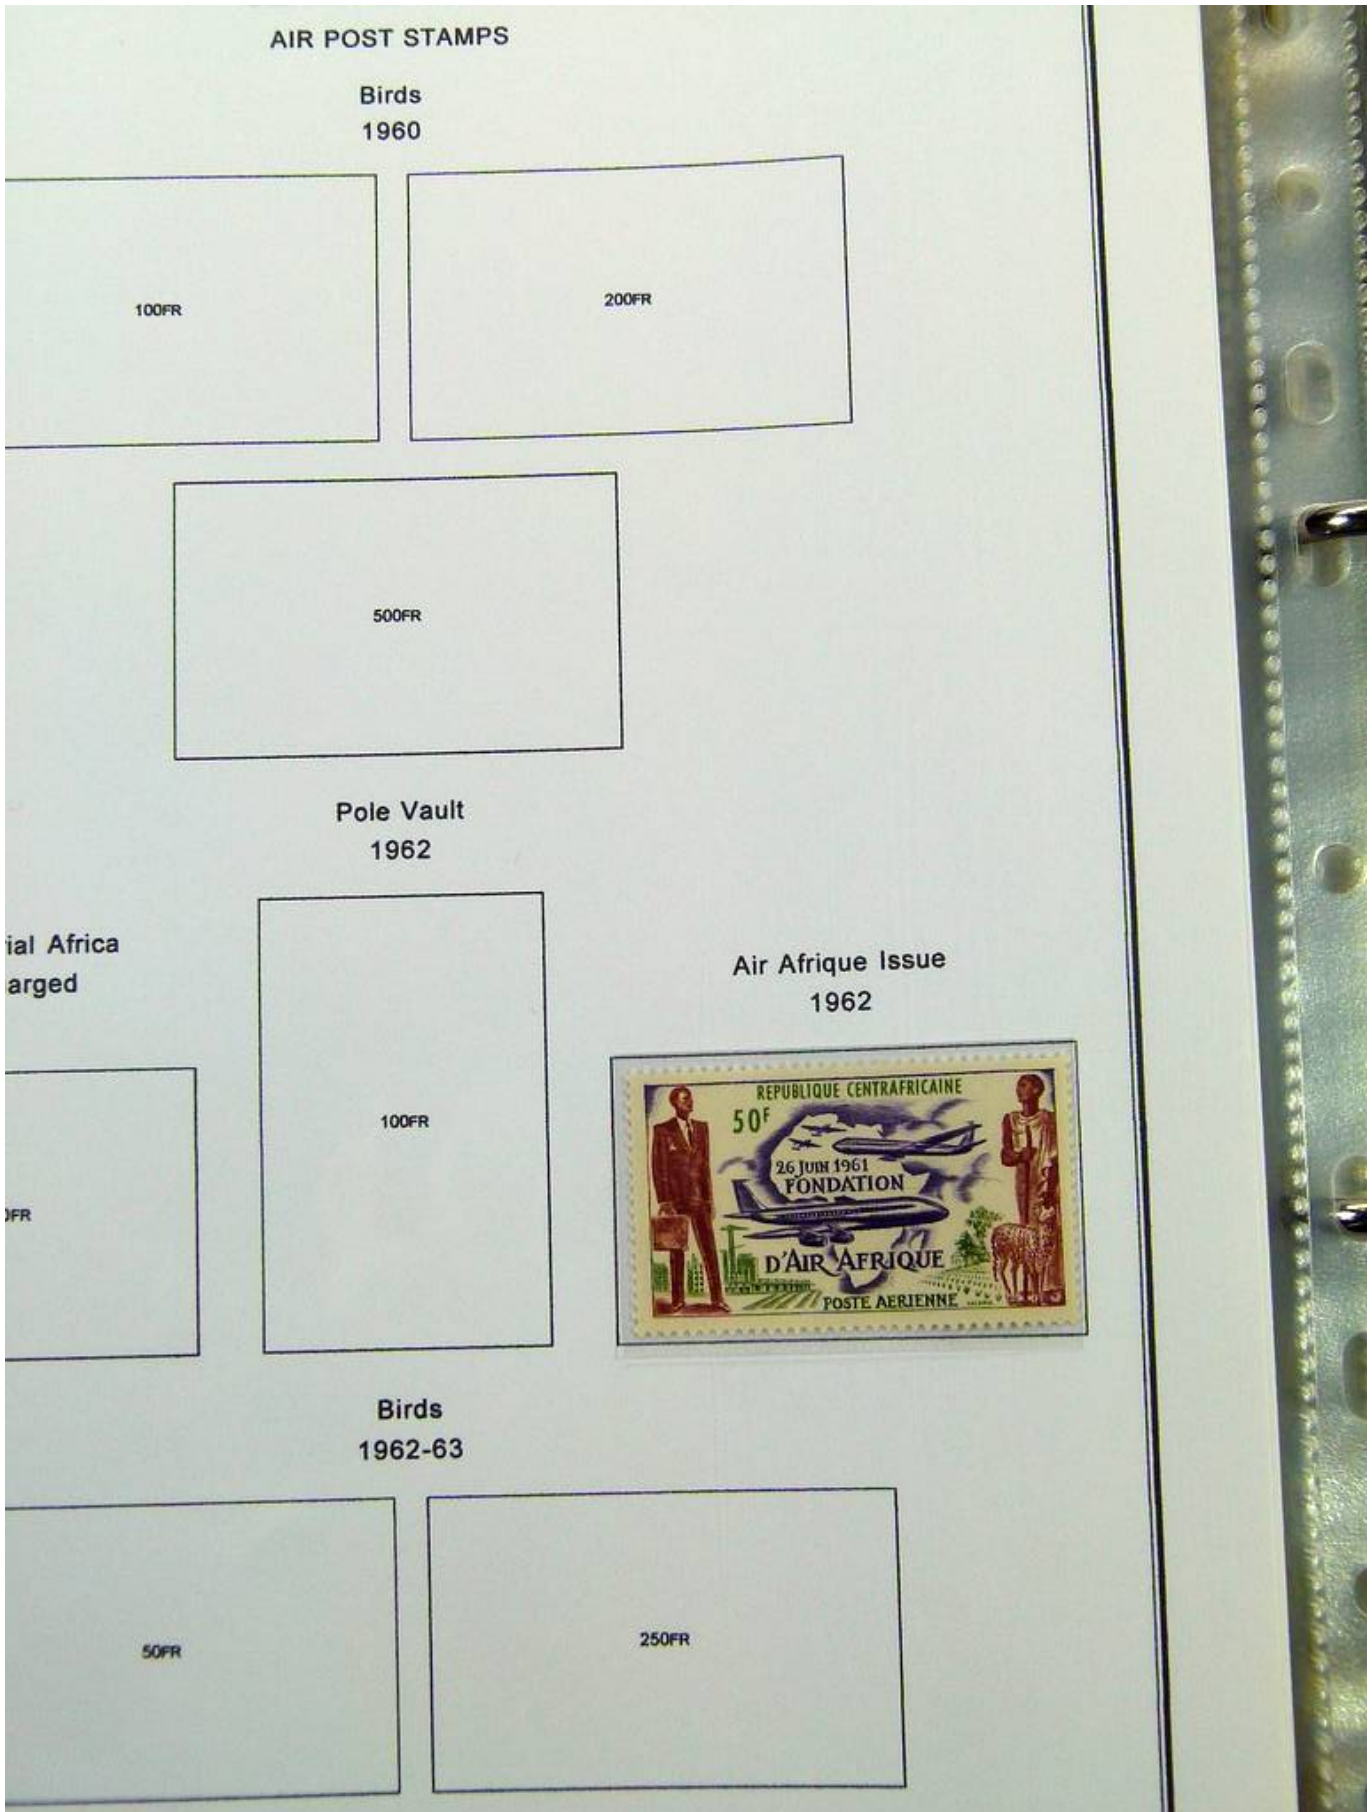 AIR POST STAMPS
Birds
1960
100FR
200FR
500FR
Pole Vault
1962
ial Africa
arged
Air Afrique Issue
1962
100FR
0FR
REPUBLIQUE CENTRAFRICAINE
50F
26 JUIN 1961
FONDATION
D'AIR AFRIQUE
POSTE AERIENNE
Birds
1962-63
50FR
250FR